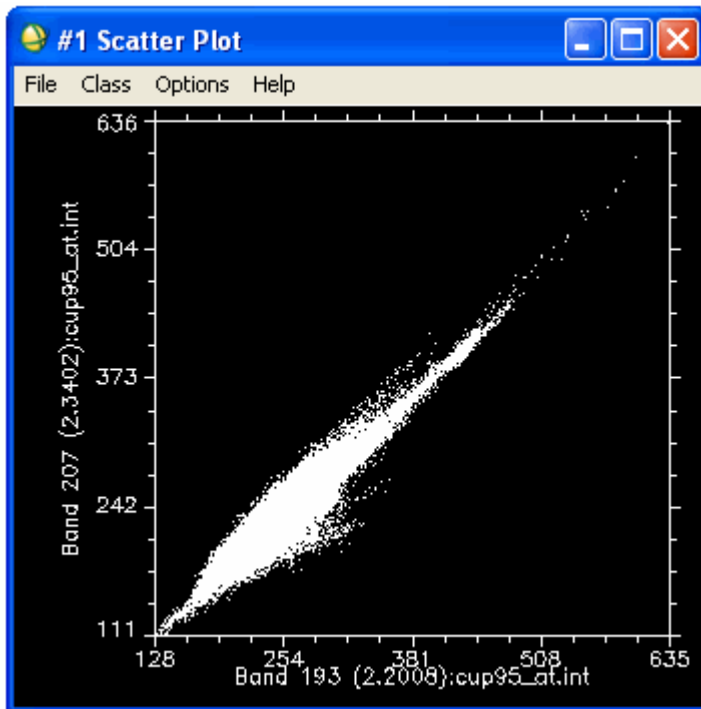 #1 Scatter Plot
File Class Options Help
636
504
373
242
111
Band 207 (2.3402):cup95_at.int
128 254 381 508 635
Band 193 (2.2008):cup95_at.int